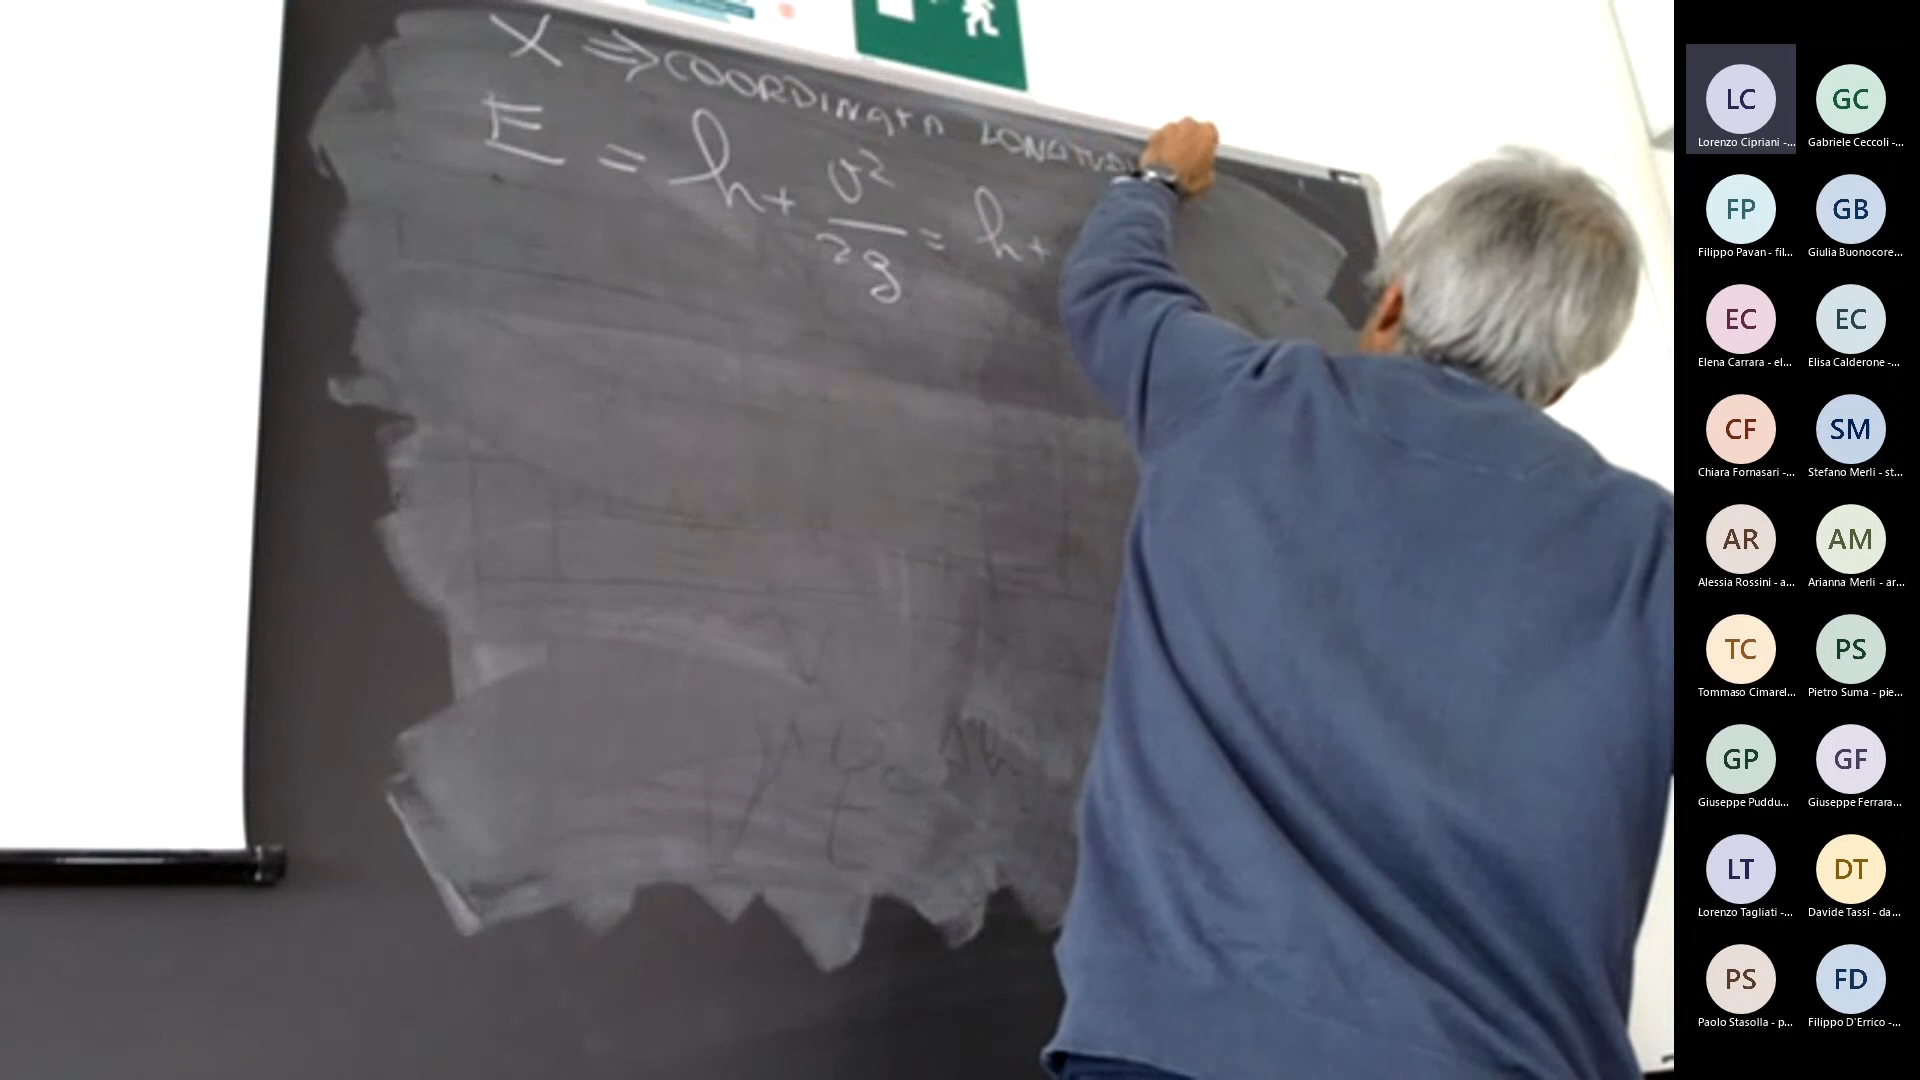 X ⇒ COORDINATA LONGITUDI
E = h + v²/2g = h +
LC
GC
Lorenzo Cipriani -...
Gabriele Ceccoli -...
FP
GB
Filippo Pavan - fil...
Giulia Buonocore...
EC
EC
Elena Carrara - el...
Elisa Calderone -...
CF
SM
Chiara Fornasari -...
Stefano Merli - st...
AR
AM
Alessia Rossini - a...
Arianna Merli - ar...
TC
PS
Tommaso Cimarel...
Pietro Suma - pie...
GP
GF
Giuseppe Puddu...
Giuseppe Ferrara...
LT
DT
Lorenzo Tagliati -...
Davide Tassi - da...
PS
FD
Paolo Stasolla - p...
Filippo D'Errico -...